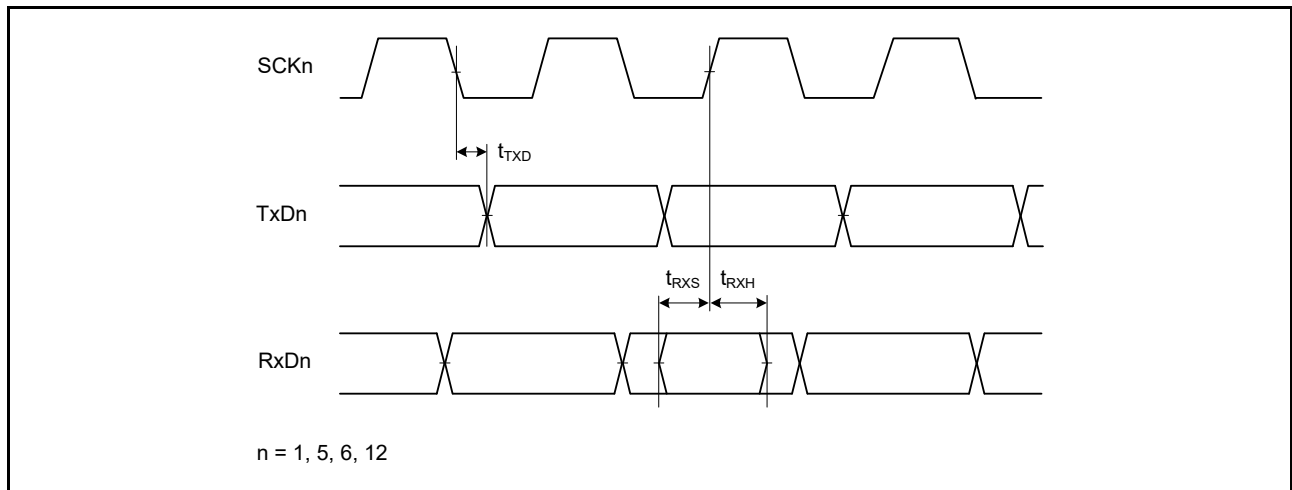 SCKn
tTXD
TxDn
tRXS tRXH
RxDn
n = 1, 5, 6, 12